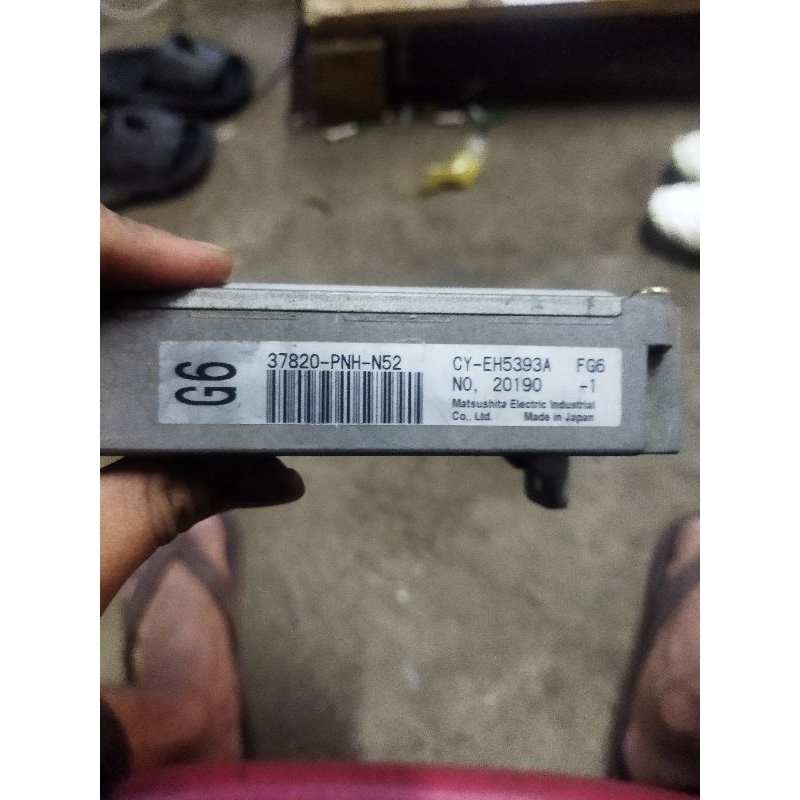 G6
37820-PNH-N52
CY-EH5393A FG6
NO, 20190 -1
Matsushita Electric Industrial
Co., Ltd. Made in Japan